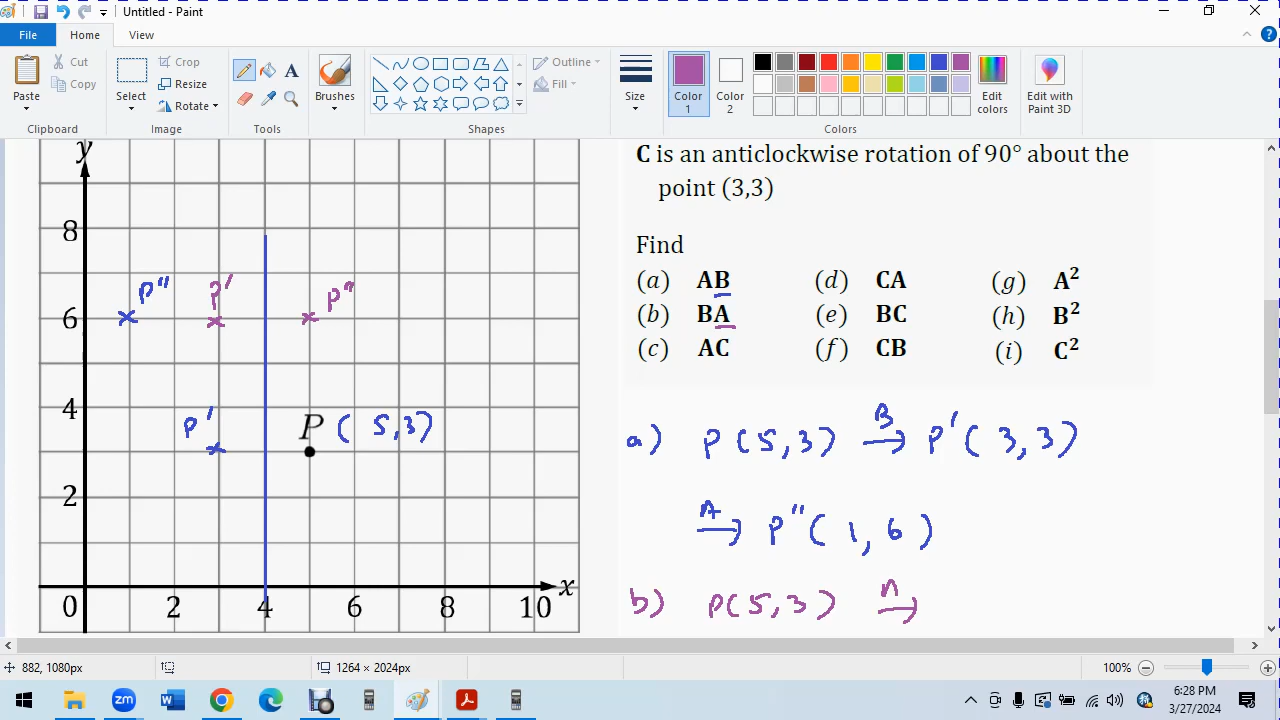 Untitled - Paint
File Home View
Paste Cut Copy Clipboard
Select Crop Resize Rotate Image
Tools
Brushes
Shapes Outline Fill
Size
Color 1 Color 2 Edit colors Colors
Edit with Paint 3D
y
8
6
4
2
0 2 4 6 8 10 x
P'' P' P''
P' P (5,3)
C is an anticlockwise rotation of 90° about the
point (3,3)
Find
(a) AB (d) CA (g) A²
(b) BA (e) BC (h) B²
(c) AC (f) CB (i) C²
a) P(5,3) B→ P'(3,3)
A→ P''(1,6)
b) P(5,3) A→
882, 1080px
1264 × 2024px
100%
zm W
6:28 PM
3/27/2024